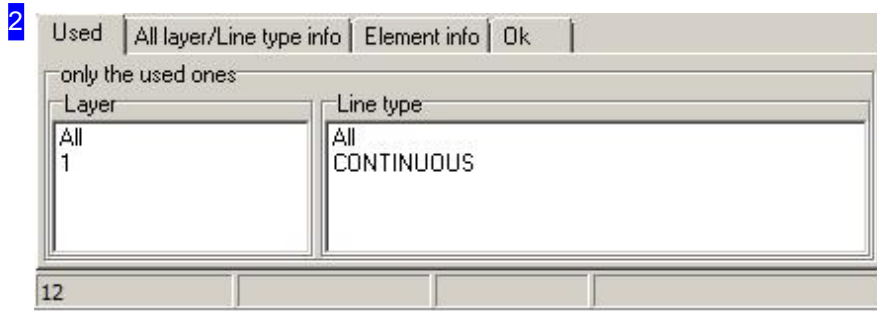 2
Used All layer/Line type info Element info Ok
only the used ones
Layer Line type
All All
1 CONTINUOUS
12